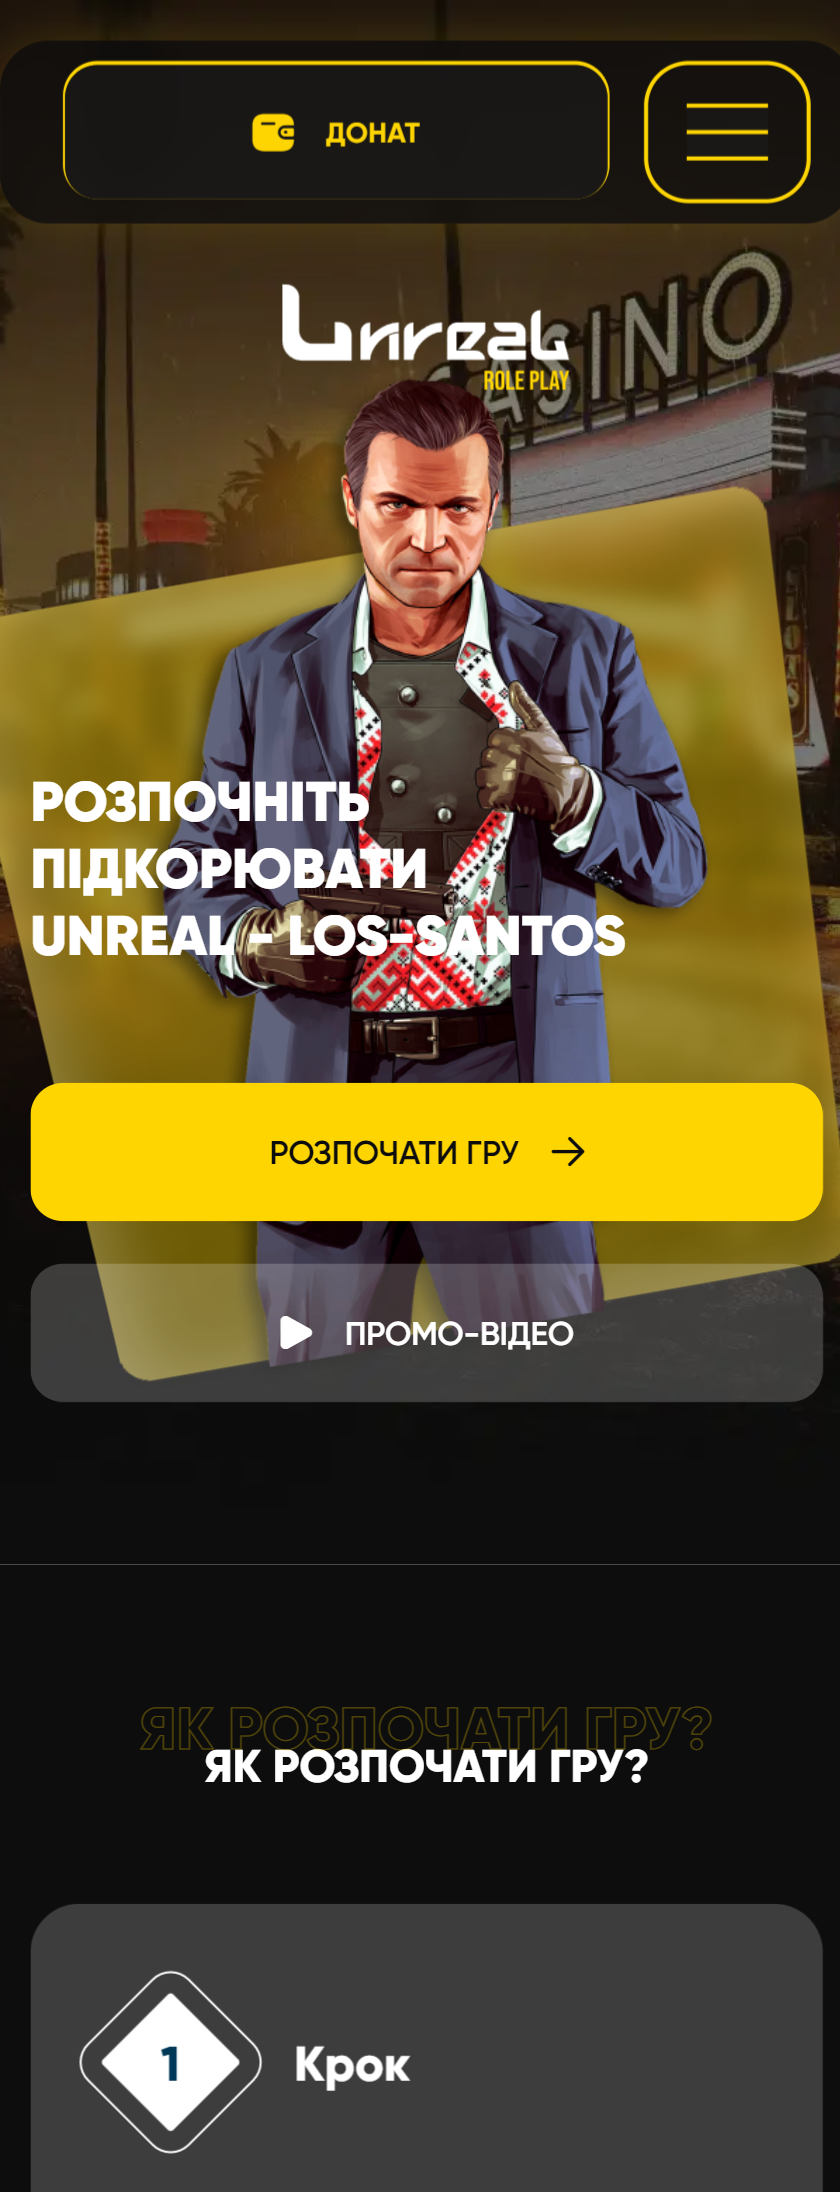 ДОНАТ
Unreal
ROLE PLAY
CASINO
SLOTS
РОЗПОЧНІТЬ
ПІДКОРЮВАТИ
UNREAL - LOS-SANTOS
РОЗПОЧАТИ ГРУ
ПРОМО-ВІДЕО
ЯК РОЗПОЧАТИ ГРУ?
ЯК РОЗПОЧАТИ ГРУ?
1 Крок